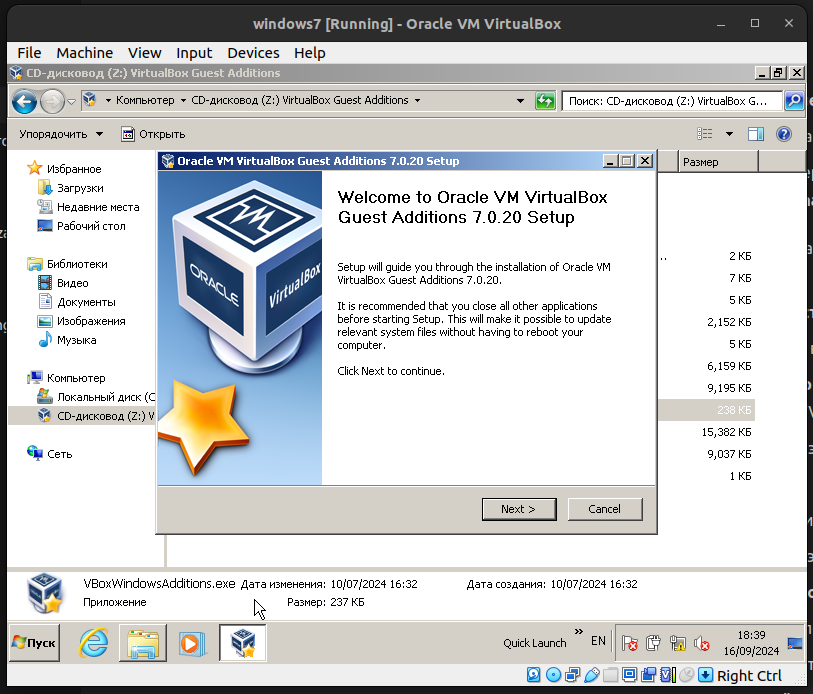 windows7 [Running] - Oracle VM VirtualBox
File Machine View Input Devices Help
CD-дисковод (Z:) VirtualBox Guest Additions
Компьютер CD-дисковод (Z:) VirtualBox Guest Additions
Поиск: CD-дисковод (Z:) VirtualBox G...
Упорядочить Открыть
Избранное
Загрузки
Недавние места
Рабочий стол
Библиотеки
Видео
Документы
Изображения
Музыка
Компьютер
Локальный диск (C
CD-дисковод (Z:) V
Сеть
Oracle VM VirtualBox Guest Additions 7.0.20 Setup
ORACLE
VirtualBox
Welcome to Oracle VM VirtualBox
Guest Additions 7.0.20 Setup
Setup will guide you through the installation of Oracle VM
VirtualBox Guest Additions 7.0.20.
It is recommended that you close all other applications
before starting Setup. This will make it possible to update
relevant system files without having to reboot your
computer.
Click Next to continue.
Next >
Cancel
Размер
..
2 КБ
7 КБ
5 КБ
2,152 КБ
5 КБ
6,159 КБ
9,195 КБ
238 КБ
15,382 КБ
9,037 КБ
1 КБ
VBoxWindowsAdditions.exe Дата изменения: 10/07/2024 16:32 Дата создания: 10/07/2024 16:32
Приложение Размер: 237 КБ
Пуск
Quick Launch »
EN
18:39
16/09/2024
Right Ctrl